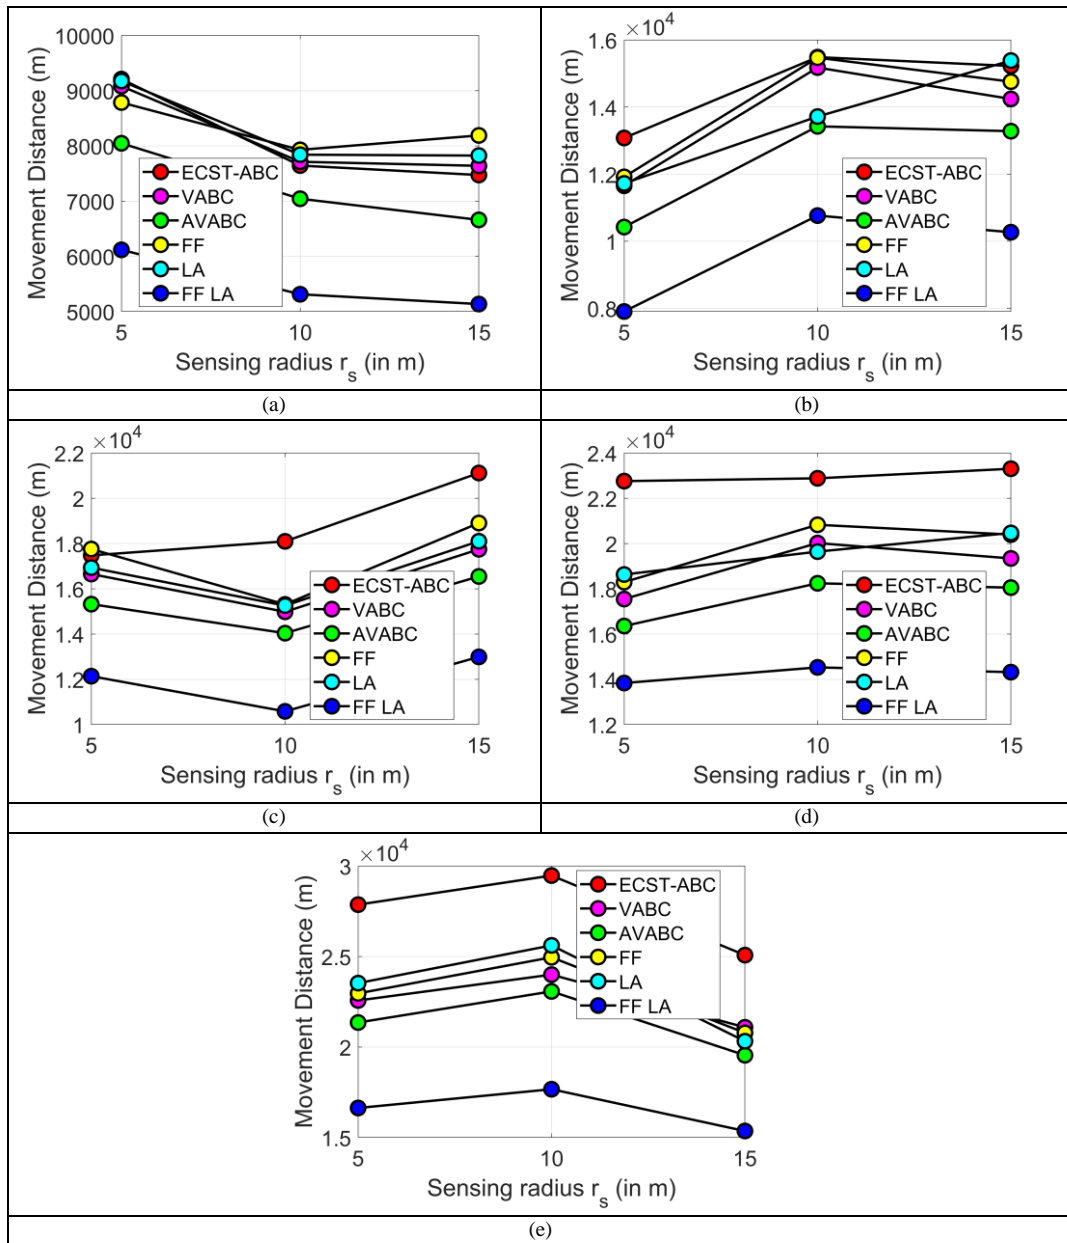 10000
9000
8000
7000
6000
5000
Movement Distance (m)
ECST-ABC
VABC
AVABC
FF
LA
FF LA
5 10 15
Sensing radius r_s (in m)
(a)
×10^4
1.6
1.4
1.2
1
0.8
Movement Distance (m)
ECST-ABC
VABC
AVABC
FF
LA
FF LA
5 10 15
Sensing radius r_s (in m)
(b)
×10^4
2.2
2
1.8
1.6
1.4
1.2
1
Movement Distance (m)
ECST-ABC
VABC
AVABC
FF
LA
FF LA
5 10 15
Sensing radius r_s (in m)
(c)
×10^4
2.4
2.2
2
1.8
1.6
1.4
1.2
Movement Distance (m)
ECST-ABC
VABC
AVABC
FF
LA
FF LA
5 10 15
Sensing radius r_s (in m)
(d)
×10^4
3
2.5
2
1.5
Movement Distance (m)
ECST-ABC
VABC
AVABC
FF
LA
FF LA
5 10 15
Sensing radius r_s (in m)
(e)